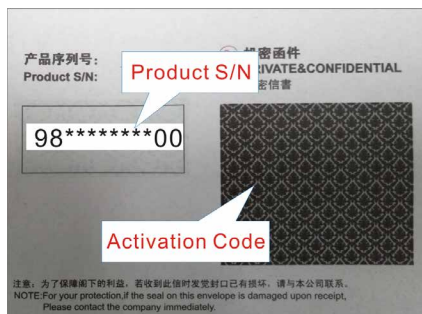 产品序列号:
Product S/N:
Product S/N
密函件
RIVATE&CONFIDENTIAL
密信書
98********00
Activation Code
注意：为了保障阁下的利益，若收到此信时发觉封口已有损坏，请与本公司联系。
NOTE:For your protection,if the seal on this envelope is damaged upon receipt,
Please contact the company immediately.